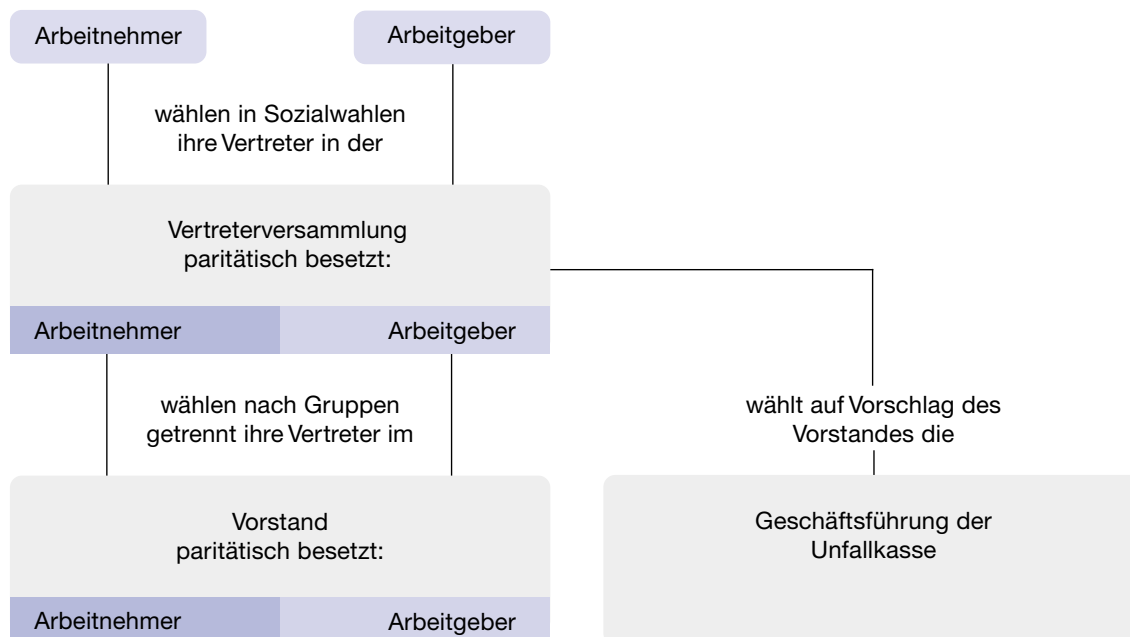 Arbeitnehmer
Arbeitgeber
wählen in Sozialwahlen
ihre Vertreter in der
Vertreterversammlung
paritätisch besetzt:
Arbeitnehmer
Arbeitgeber
wählen nach Gruppen
getrennt ihre Vertreter im
wählt auf Vorschlag des
Vorstandes die
Vorstand
paritätisch besetzt:
Arbeitnehmer
Arbeitgeber
Geschäftsführung der
Unfallkasse